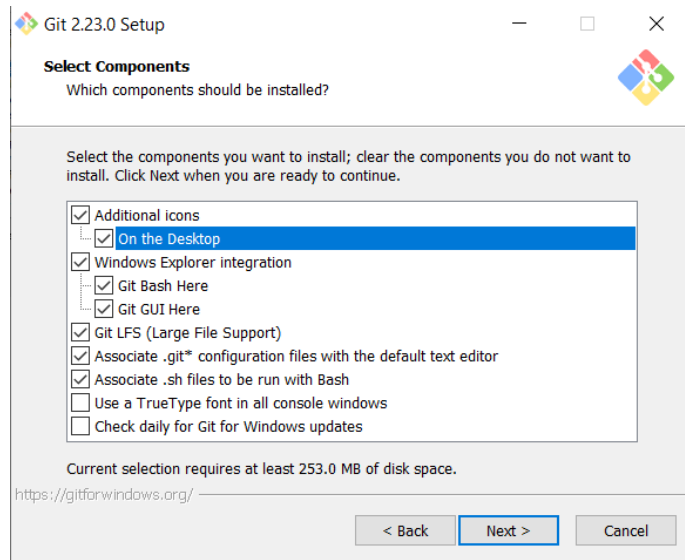 Git 2.23.0 Setup
Select Components
Which components should be installed?
Select the components you want to install; clear the components you do not want to
install. Click Next when you are ready to continue.
Additional icons
On the Desktop
Windows Explorer integration
Git Bash Here
Git GUI Here
Git LFS (Large File Support)
Associate .git* configuration files with the default text editor
Associate .sh files to be run with Bash
Use a TrueType font in all console windows
Check daily for Git for Windows updates
Current selection requires at least 253.0 MB of disk space.
https://gitforwindows.org/
< Back Next > Cancel